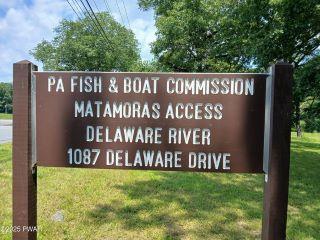 PA FISH & BOAT COMMISSION
MATAMORAS ACCESS
DELAWARE RIVER
1087 DELAWARE DRIVE
©2025 PWAR